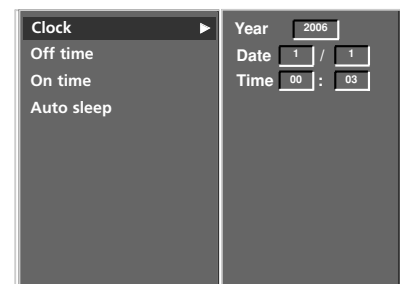 Clock
Off time
On time
Auto sleep
Year 2006
Date 1 / 1
Time 00 : 03